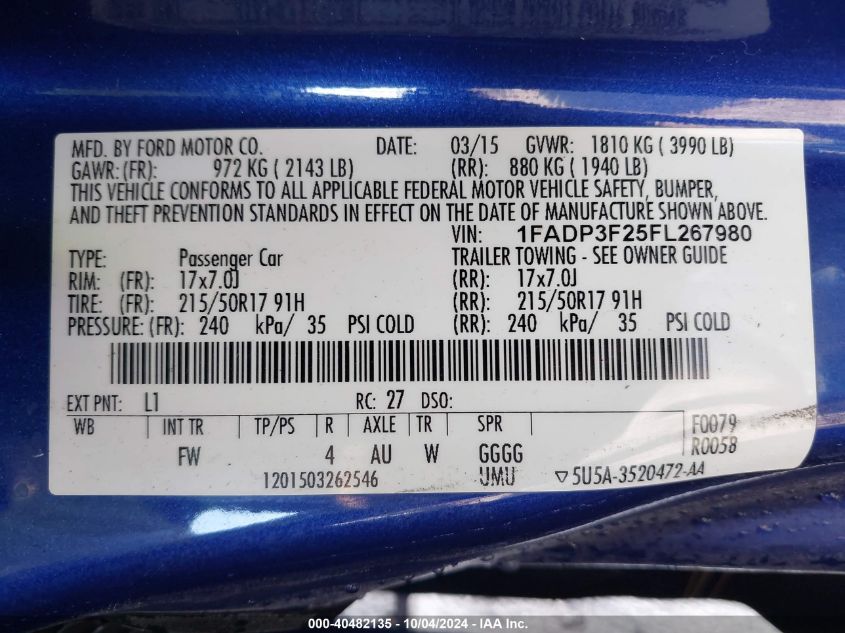 MFD. BY FORD MOTOR CO. DATE: 03/15 GVWR: 1810 KG ( 3990 LB)
GAWR: (FR): 972 KG ( 2143 LB) (RR): 880 KG ( 1940 LB)
THIS VEHICLE CONFORMS TO ALL APPLICABLE FEDERAL MOTOR VEHICLE SAFETY, BUMPER,
AND THEFT PREVENTION STANDARDS IN EFFECT ON THE DATE OF MANUFACTURE SHOWN ABOVE.
VIN: 1FADP3F25FL267980
TYPE: Passenger Car TRAILER TOWING - SEE OWNER GUIDE
RIM: (FR): 17x7.0J (RR): 17x7.0J
TIRE: (FR): 215/50R17 91H (RR): 215/50R17 91H
PRESSURE: (FR): 240 kPa/ 35 PSI COLD (RR): 240 kPa/ 35 PSI COLD
EXT PNT: L1 RC: 27 DSO:
WB INT TR TP/PS R AXLE TR SPR F0079
FW 4 AU W GGGG R0058
1201503262546 UMU ▽5U5A-3520472-AA
000-40482135 - 10/04/2024 - IAA Inc.